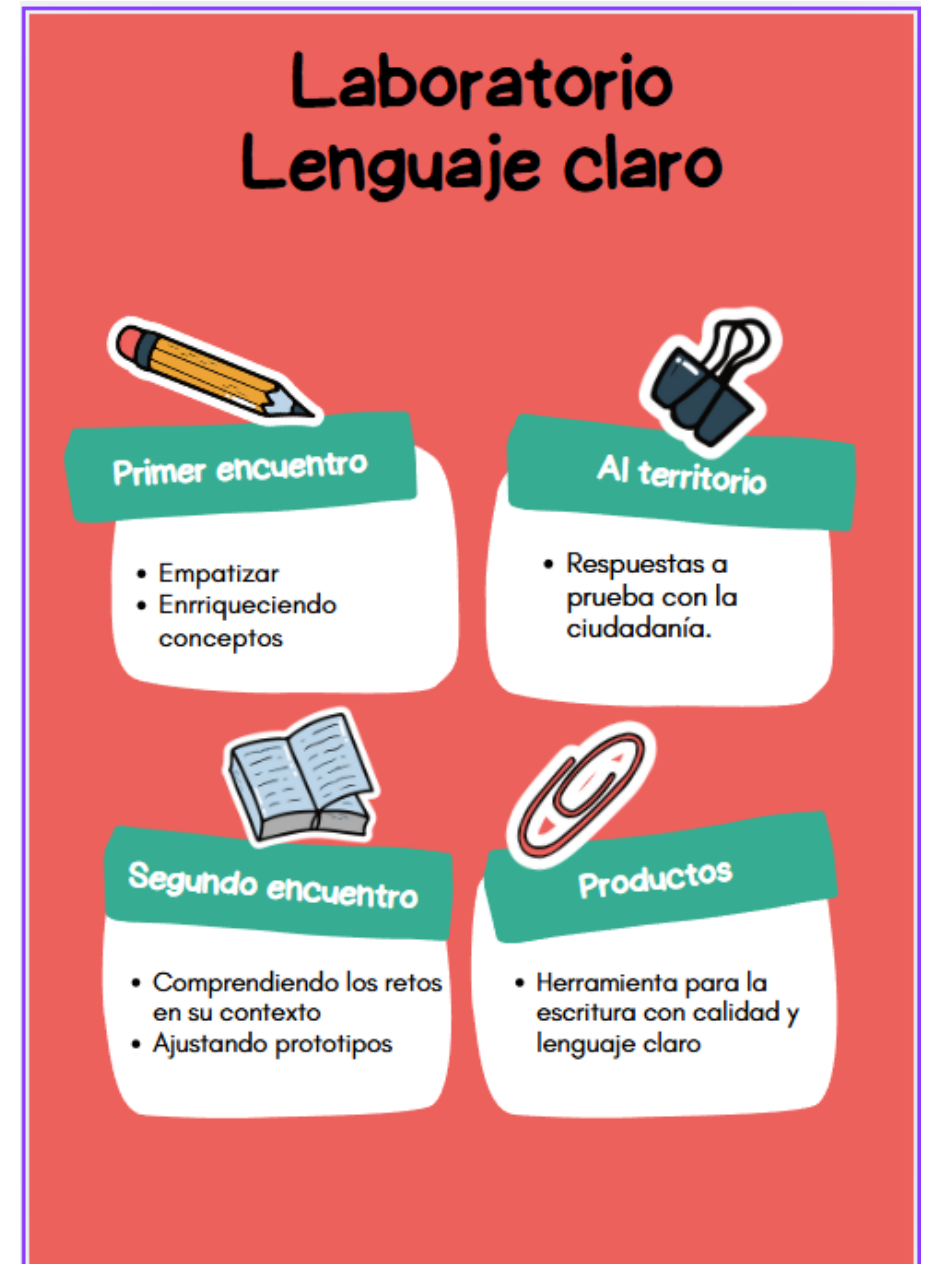 Laboratorio
Lenguaje claro
Primer encuentro
• Empatizar
• Enrriqueciendo
conceptos
Al territorio
• Respuestas a
prueba con la
ciudadanía.
Segundo encuentro
• Comprendiendo los retos
en su contexto
• Ajustando prototipos
Productos
• Herramienta para la
escritura con calidad y
lenguaje claro